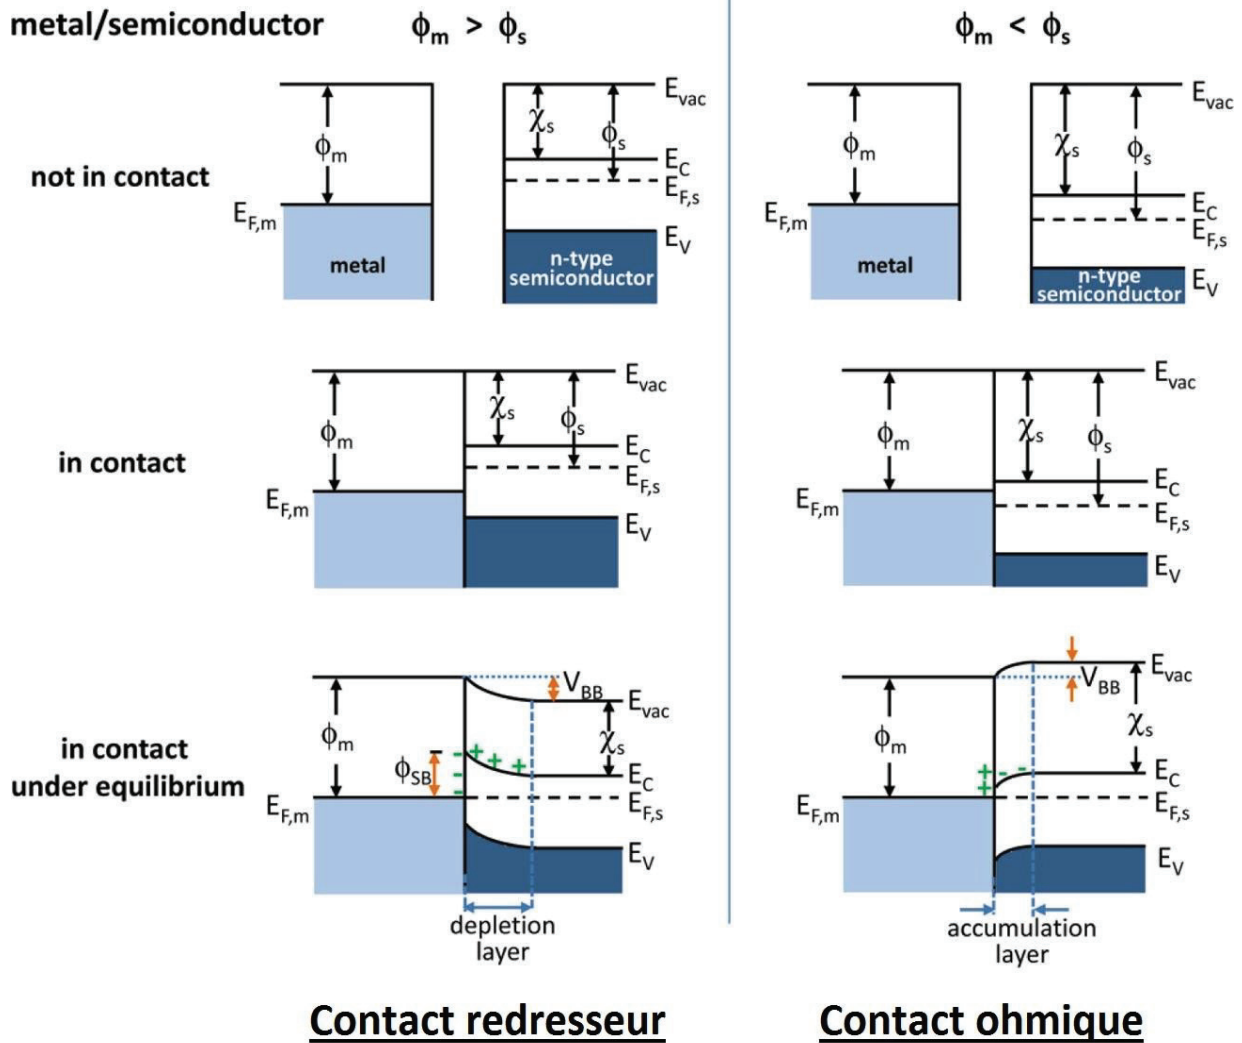 metal/semiconductor ϕm > ϕs ϕm < ϕs
Evac Evac
ϕm χs ϕs ϕm χs ϕs
not in contact
EF,m EC EF,s EF,m EC EF,s
metal EV metal EV
n-type semiconductor n-type semiconductor
Evac Evac
ϕm χs ϕs ϕm χs ϕs
in contact
EF,m EC EF,s EF,m EC EF,s
EV EV
VBB Evac VBB Evac
ϕm χs ϕm χs
in contact
under equilibrium
- + + + + - -
- - +
ϕSB
EF,m EC EF,s EF,m EC EF,s
EV EV
depletion
layer
accumulation
layer
Contact redresseur Contact ohmique